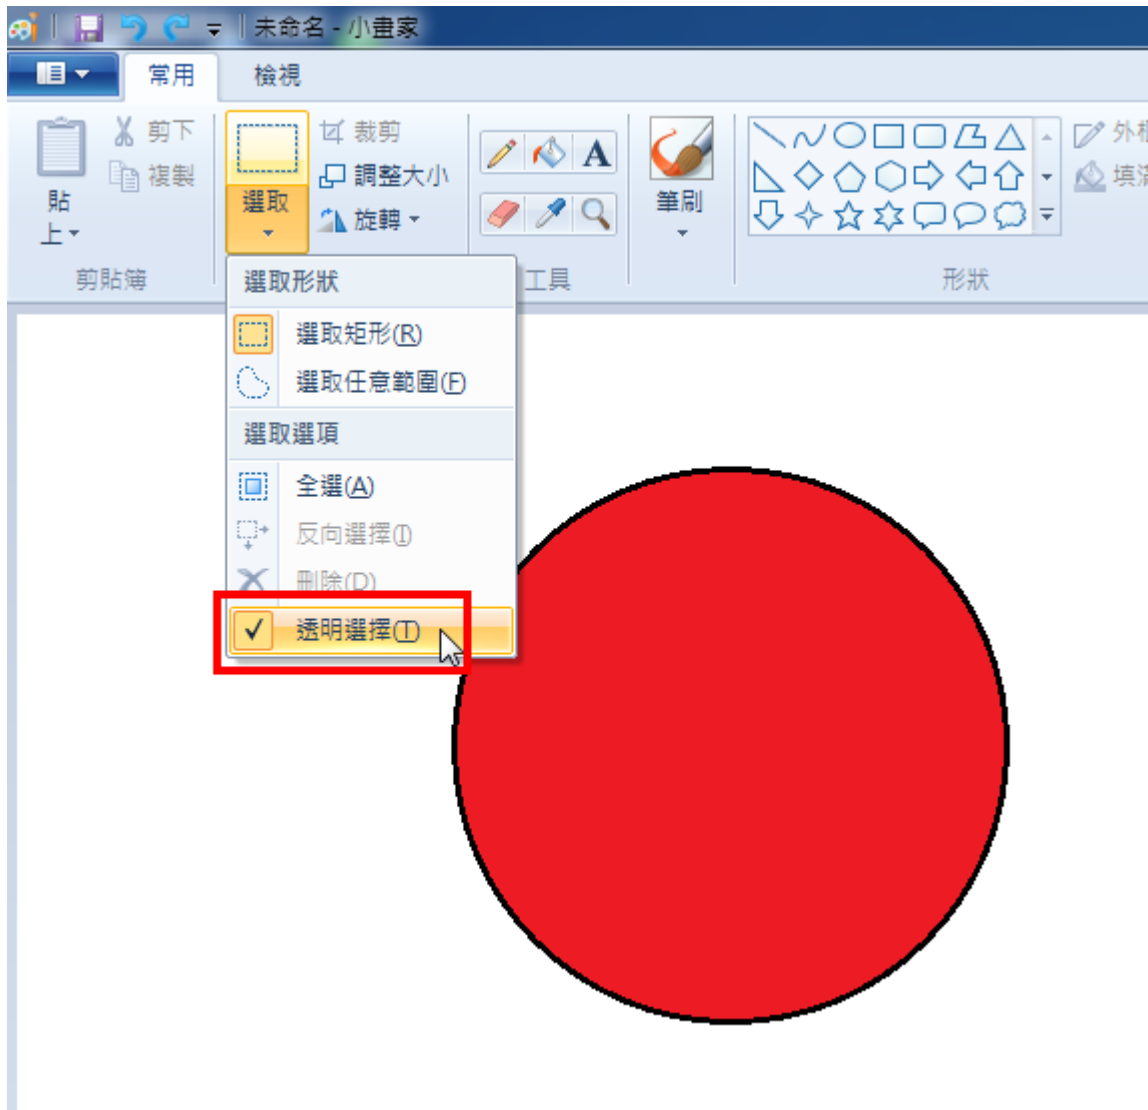 未命名 - 小畫家
常用
檢視
剪下
複製
貼上
剪貼簿
選取
裁剪
調整大小
旋轉
工具
A
筆刷
形狀
選取形狀
選取矩形(R)
選取任意範圍(F)
選取選項
全選(A)
反向選擇(I)
刪除(D)
透明選擇(T)